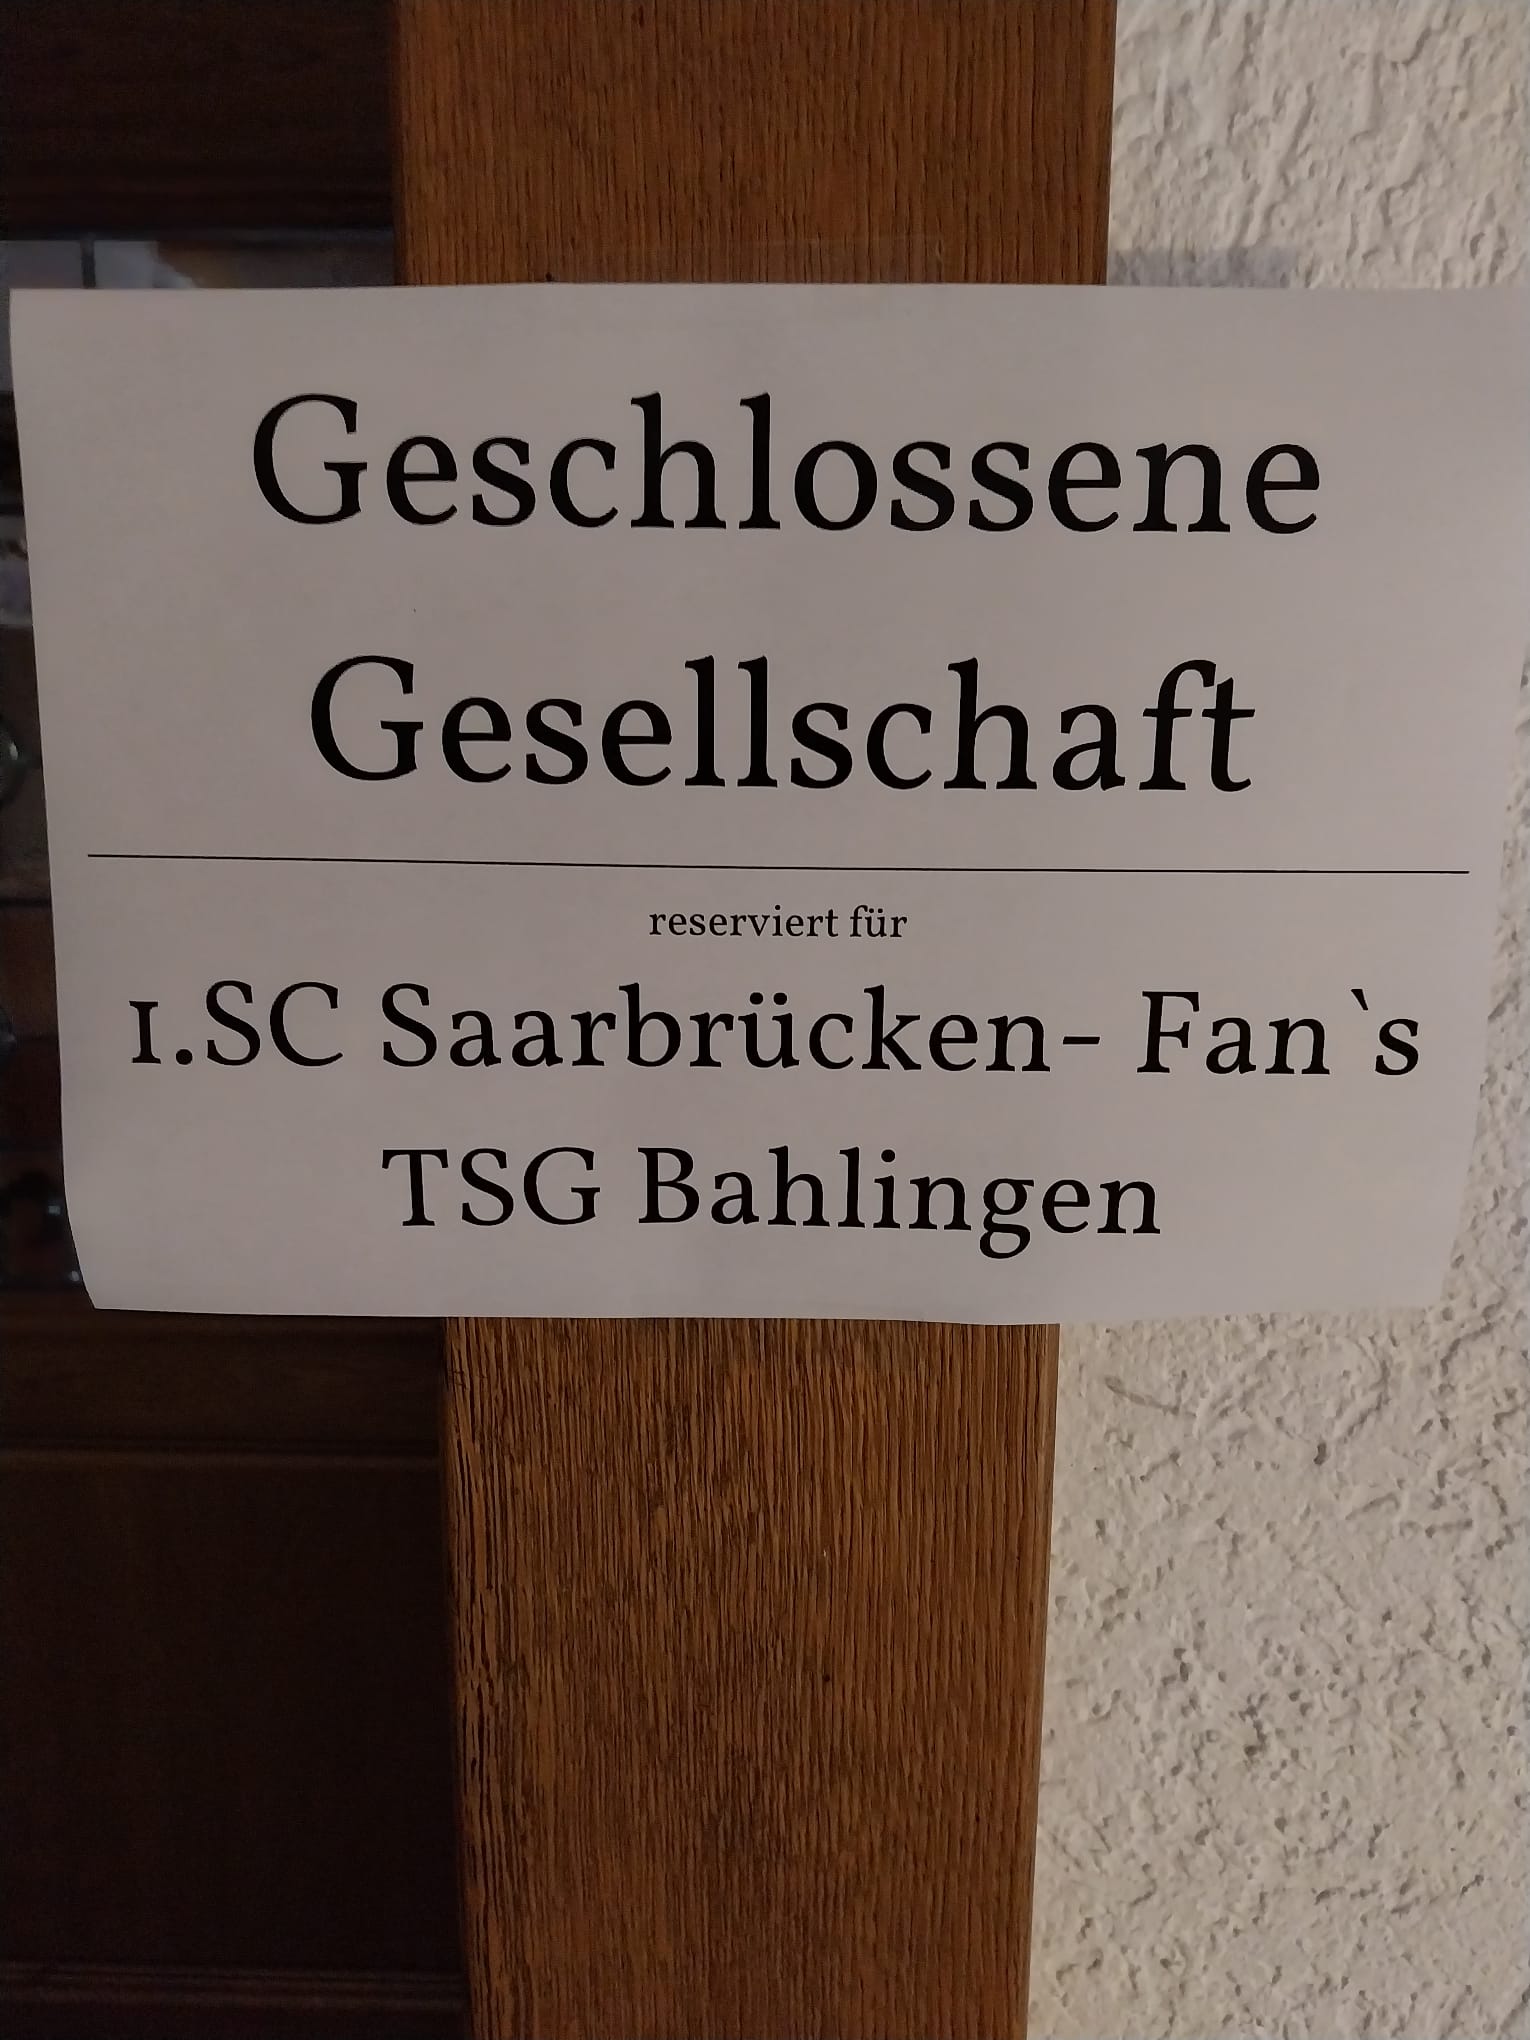 Geschlossene
Gesellschaft
reserviert für
1.SC Saarbrücken- Fan`s
TSG Bahlingen